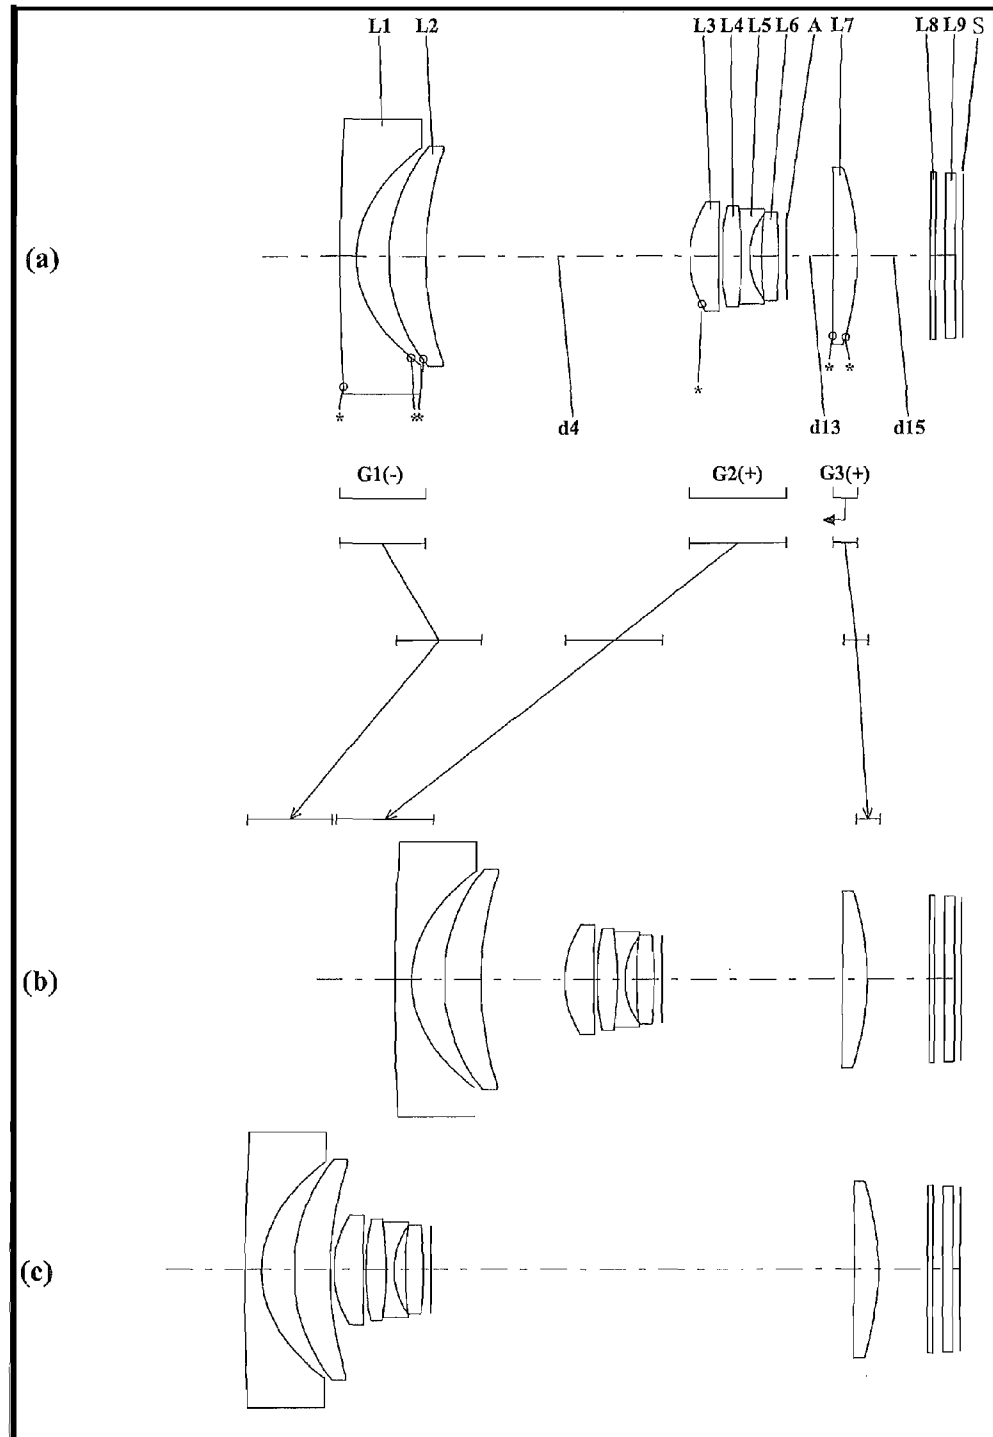 L1 L2 L3 L4 L5 L6 A L7 L8 L9 S
(a)
* ** * * *
d4 d13 d15
G1(-) G2(+) G3(+)
(b)
(c)